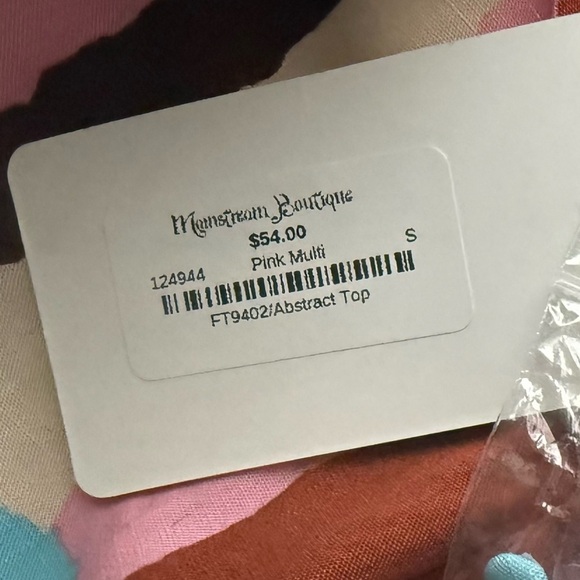 Mainstream Boutique
$54.00
Pink Multi S
124944
FT9402/Abstract Top